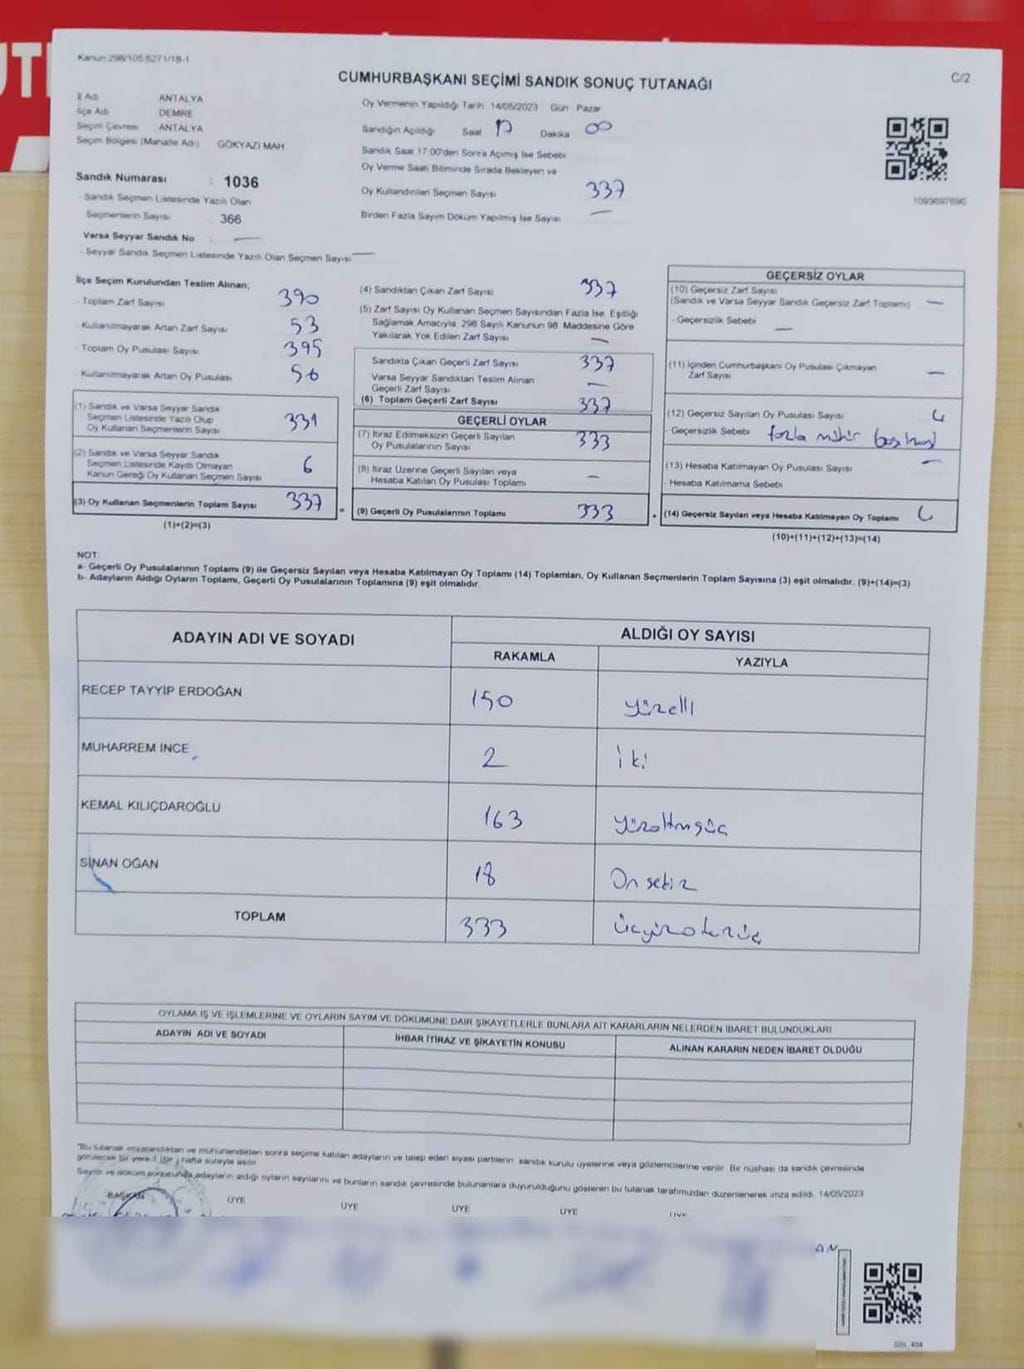 Kanun:298/105,6271/18-1
CUMHURBAŞKANI SEÇİMİ SANDIK SONUÇ TUTANAĞI
C/2
İl Adı ANTALYA
İlçe Adı DEMRE
Seçim Çevresi ANTALYA
Seçim Bölgesi (Mahalle Adı) GÖKYAZI MAH
Oy Vermenin Yapıldığı Tarih 14/05/2023 Gün Pazar
Sandığın Açıldığı Saat 17 Dakika 00
Sandık Saat 17:00'den Sonra Açımış İse Sebebi
Oy Verme Saati Bitiminde Sırada Bekleyen ve
Oy Kullandırılan Seçmen Sayısı 337
Birden Fazla Sayım Döküm Yapılmış İse Sayısı —
1093697690
Sandık Numarası : 1036
- Sandık Seçmen Listesinde Yazılı Olan
Seçmenlerin Sayısı : 366
Varsa Seyyar Sandık No : —
- Seyyar Sandık Seçmen Listesinde Yazılı Olan Seçmen Sayısı —
İlçe Seçim Kurulundan Teslim Alınan;
- Toplam Zarf Sayısı 390
- Kullanılmayarak Artan Zarf Sayısı 53
- Toplam Oy Pusulası Sayısı 395
- Kullanılmayarak Artan Oy Pusulası
(1) Sandık ve Varsa Seyyar Sandık
Seçmen Listesinde Yazılı Olup
Oy Kullanan Seçmenlerin Sayısı 331
(2) Sandık ve Varsa Seyyar Sandık
Seçmen Listesinde Kayıtlı Olmayan
Kanun Gereği Oy Kullanan Seçmen Sayısı 6
(3) Oy Kullanan Seçmenlerin Toplam Sayısı 337
(1)+(2)=(3)
(4) Sandıktan Çıkan Zarf Sayısı 337
(5) Zarf Sayısı Oy Kullanan Seçmen Sayısından Fazla İse, Eşitliği
Sağlamak Amacıyla, 298 Sayılı Kanunun 98. Maddesine Göre
Yakılarak Yok Edilen Zarf Sayısı —
Sandıkta Çıkan Geçerli Zarf Sayısı 337
Varsa Seyyar Sandıktan Teslim Alınan
Geçerli Zarf Sayısı —
(6) Toplam Geçerli Zarf Sayısı 337
GEÇERLİ OYLAR
(7) İtiraz Edilmeksizin Geçerli Sayılan
Oy Pusulasının Sayısı 333
(8) İtiraz Üzerine Geçerli Sayılan veya
Hesaba Katılan Oy Pusulası Toplamı —
= (9) Geçerli Oy Pusulalarının Toplamı 333
GEÇERSİZ OYLAR
(10) Geçersiz Zarf Sayısı
(Sandık ve Varsa Seyyar Sandık Geçersiz Zarf Toplamı) —
- Geçersizlik Sebebi —
(11) İçinden Cumhurbaşkanı Oy Pusulası Çıkmayan
Zarf Sayısı —
(12) Geçersiz Sayılan Oy Pusulası Sayısı 4
- Geçersizlik Sebebi fazla mühür
(13) Hesaba Katılmayan Oy Pusulası Sayısı —
- Hesaba Katılmama Sebebi
+ (14) Geçersiz Sayılan veya Hesaba Katılmayan Oy Toplamı 4
(10)+(11)+(12)+(13)=(14)
NOT:
a- Geçerli Oy Pusulalarının Toplamı (9) ile Geçersiz Sayılan veya Hesaba Katılmayan Oy Toplamı (14) Toplamları, Oy Kullanan Seçmenlerin Toplam Sayısına (3) eşit olmalıdır. (9)+(14)=(3)
b- Adayların Aldığı Oyların Toplamı, Geçerli Oy Pusulalarının Toplamına (9) eşit olmalıdır.
ADAYIN ADI VE SOYADI
ALDIĞI OY SAYISI
RAKAMLA YAZIYLA
RECEP TAYYİP ERDOĞAN 150 yüzelli
MUHARREM İNCE 2 iki
KEMAL KILIÇDAROĞLU 163 yüzaltmışüç
SİNAN OĞAN 18 On sekiz
TOPLAM 333 üçyüzotuzüç
OYLAMA İŞ VE İŞLEMLERİNE VE OYLARIN SAYIM VE DÖKÜMÜNE DAİR ŞİKAYETLERLE BUNLARA AİT KARARLARIN NELERDEN İBARET BULUNDUKLARI
ADAYIN ADI VE SOYADI İHBAR İTİRAZ VE ŞİKAYETİN KONUSU ALINAN KARARIN NEDEN İBARET OLDUĞU
"Bu tutanak imzalandıktan ve mühürlendikten sonra seçime katılan adayların ve talep eden siyasi partilerin sandık kurulu üyelerine veya gözlemcilerine verilir. Bir nüshası da sandık çevresinde
görülecek bir yere 1 (bir) hafta süreyle asılır.
Sayım ve döküm sonucunda adayların aldığı oyların sayılarını ve bunların sandık çevresinde bulunanlara duyurulduğunu gösteren bu tutanak tarafımızdan düzenlenerek imza edildi. 14/05/2023
BAŞKAN ÜYE ÜYE ÜYE ÜYE ÜYE